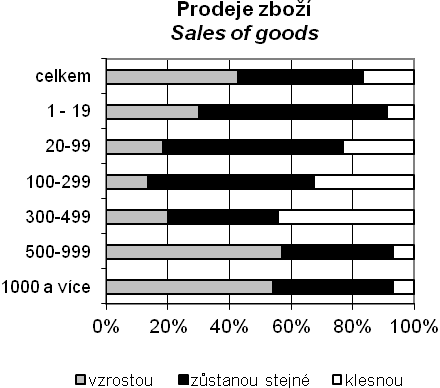 Prodeje zboží
Sales of goods
celkem
1 - 19
20-99
100-299
300-499
500-999
1000 a více
0% 20% 40% 60% 80% 100%
vzrostou zůstanou stejné klesnou